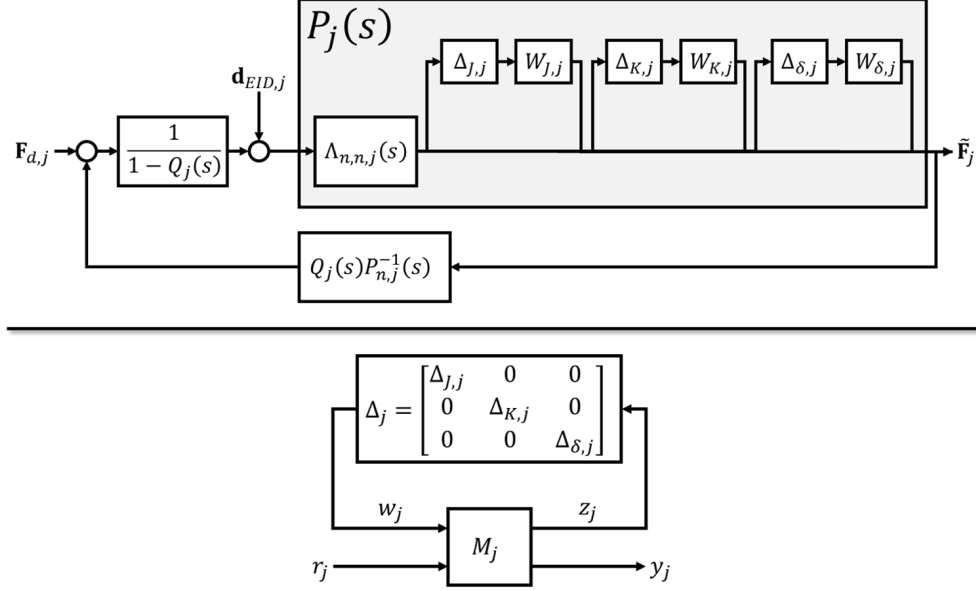 P_j(s)
Δ_{J,j} W_{J,j} Δ_{K,j} W_{K,j} Δ_{δ,j} W_{δ,j}
d_{EID,j}
F_{d,j} 1 / (1 − Q_j(s)) Λ_{n,n,j}(s) F̃_j
Q_j(s)P_{n,j}^{−1}(s)
Δ_j = [Δ_{J,j} 0 0
0 Δ_{K,j} 0
0 0 Δ_{δ,j}]
w_j z_j
M_j
r_j y_j